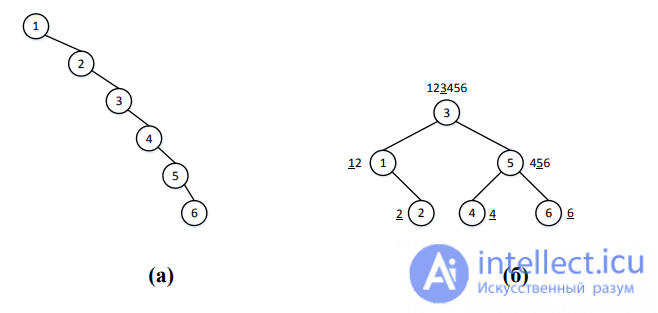 1
2
3
4
5
6
(а)
123456
3
12 1 5 456
2 2 4 4 6 6
(б)
Ai intellect.icu
Искусственный разум